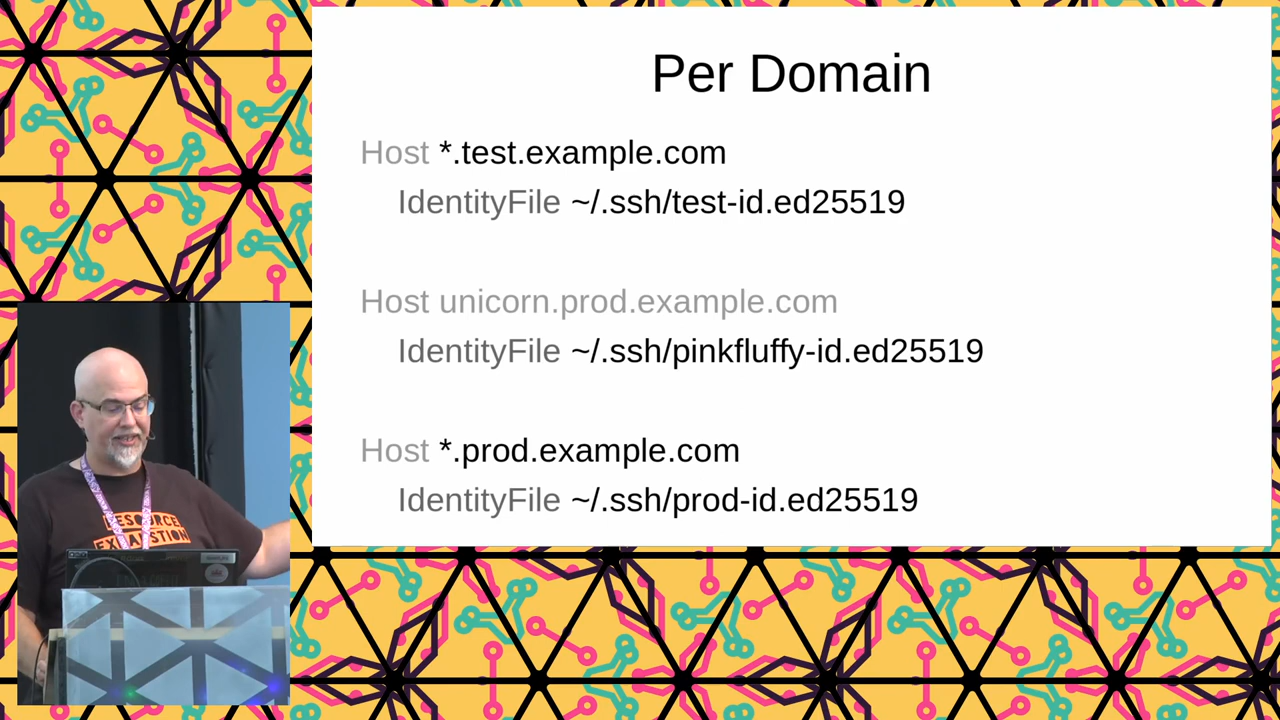 Per Domain
Host *.test.example.com
IdentityFile ~/.ssh/test-id.ed25519
Host unicorn.prod.example.com
IdentityFile ~/.ssh/pinkfluffy-id.ed25519
Host *.prod.example.com
IdentityFile ~/.ssh/prod-id.ed25519
RESOURCE
EXHAUSTION